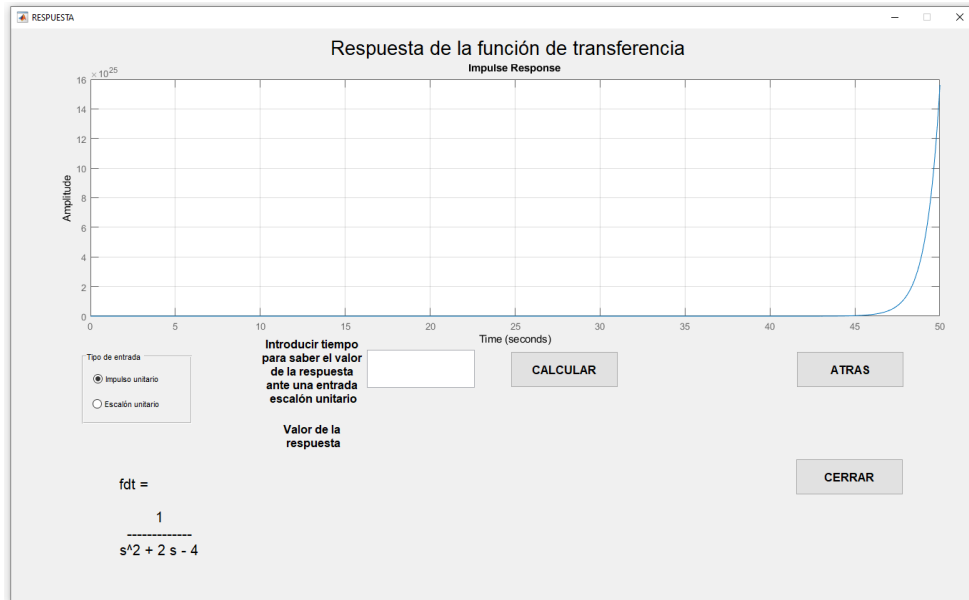 RESPUESTA
Respuesta de la función de transferencia
Impulse Response
× 10^25
16
14
12
10
8
6
4
2
0
Amplitude
0 5 10 15 20 25 30 35 40 45 50
Time (seconds)
Tipo de entrada
Impulso unitario
Escalón unitario
Introducir tiempo
para saber el valor
de la respuesta
ante una entrada
escalón unitario
CALCULAR
ATRAS
Valor de la
respuesta
CERRAR
fdt =
1
-------------
s^2 + 2 s - 4